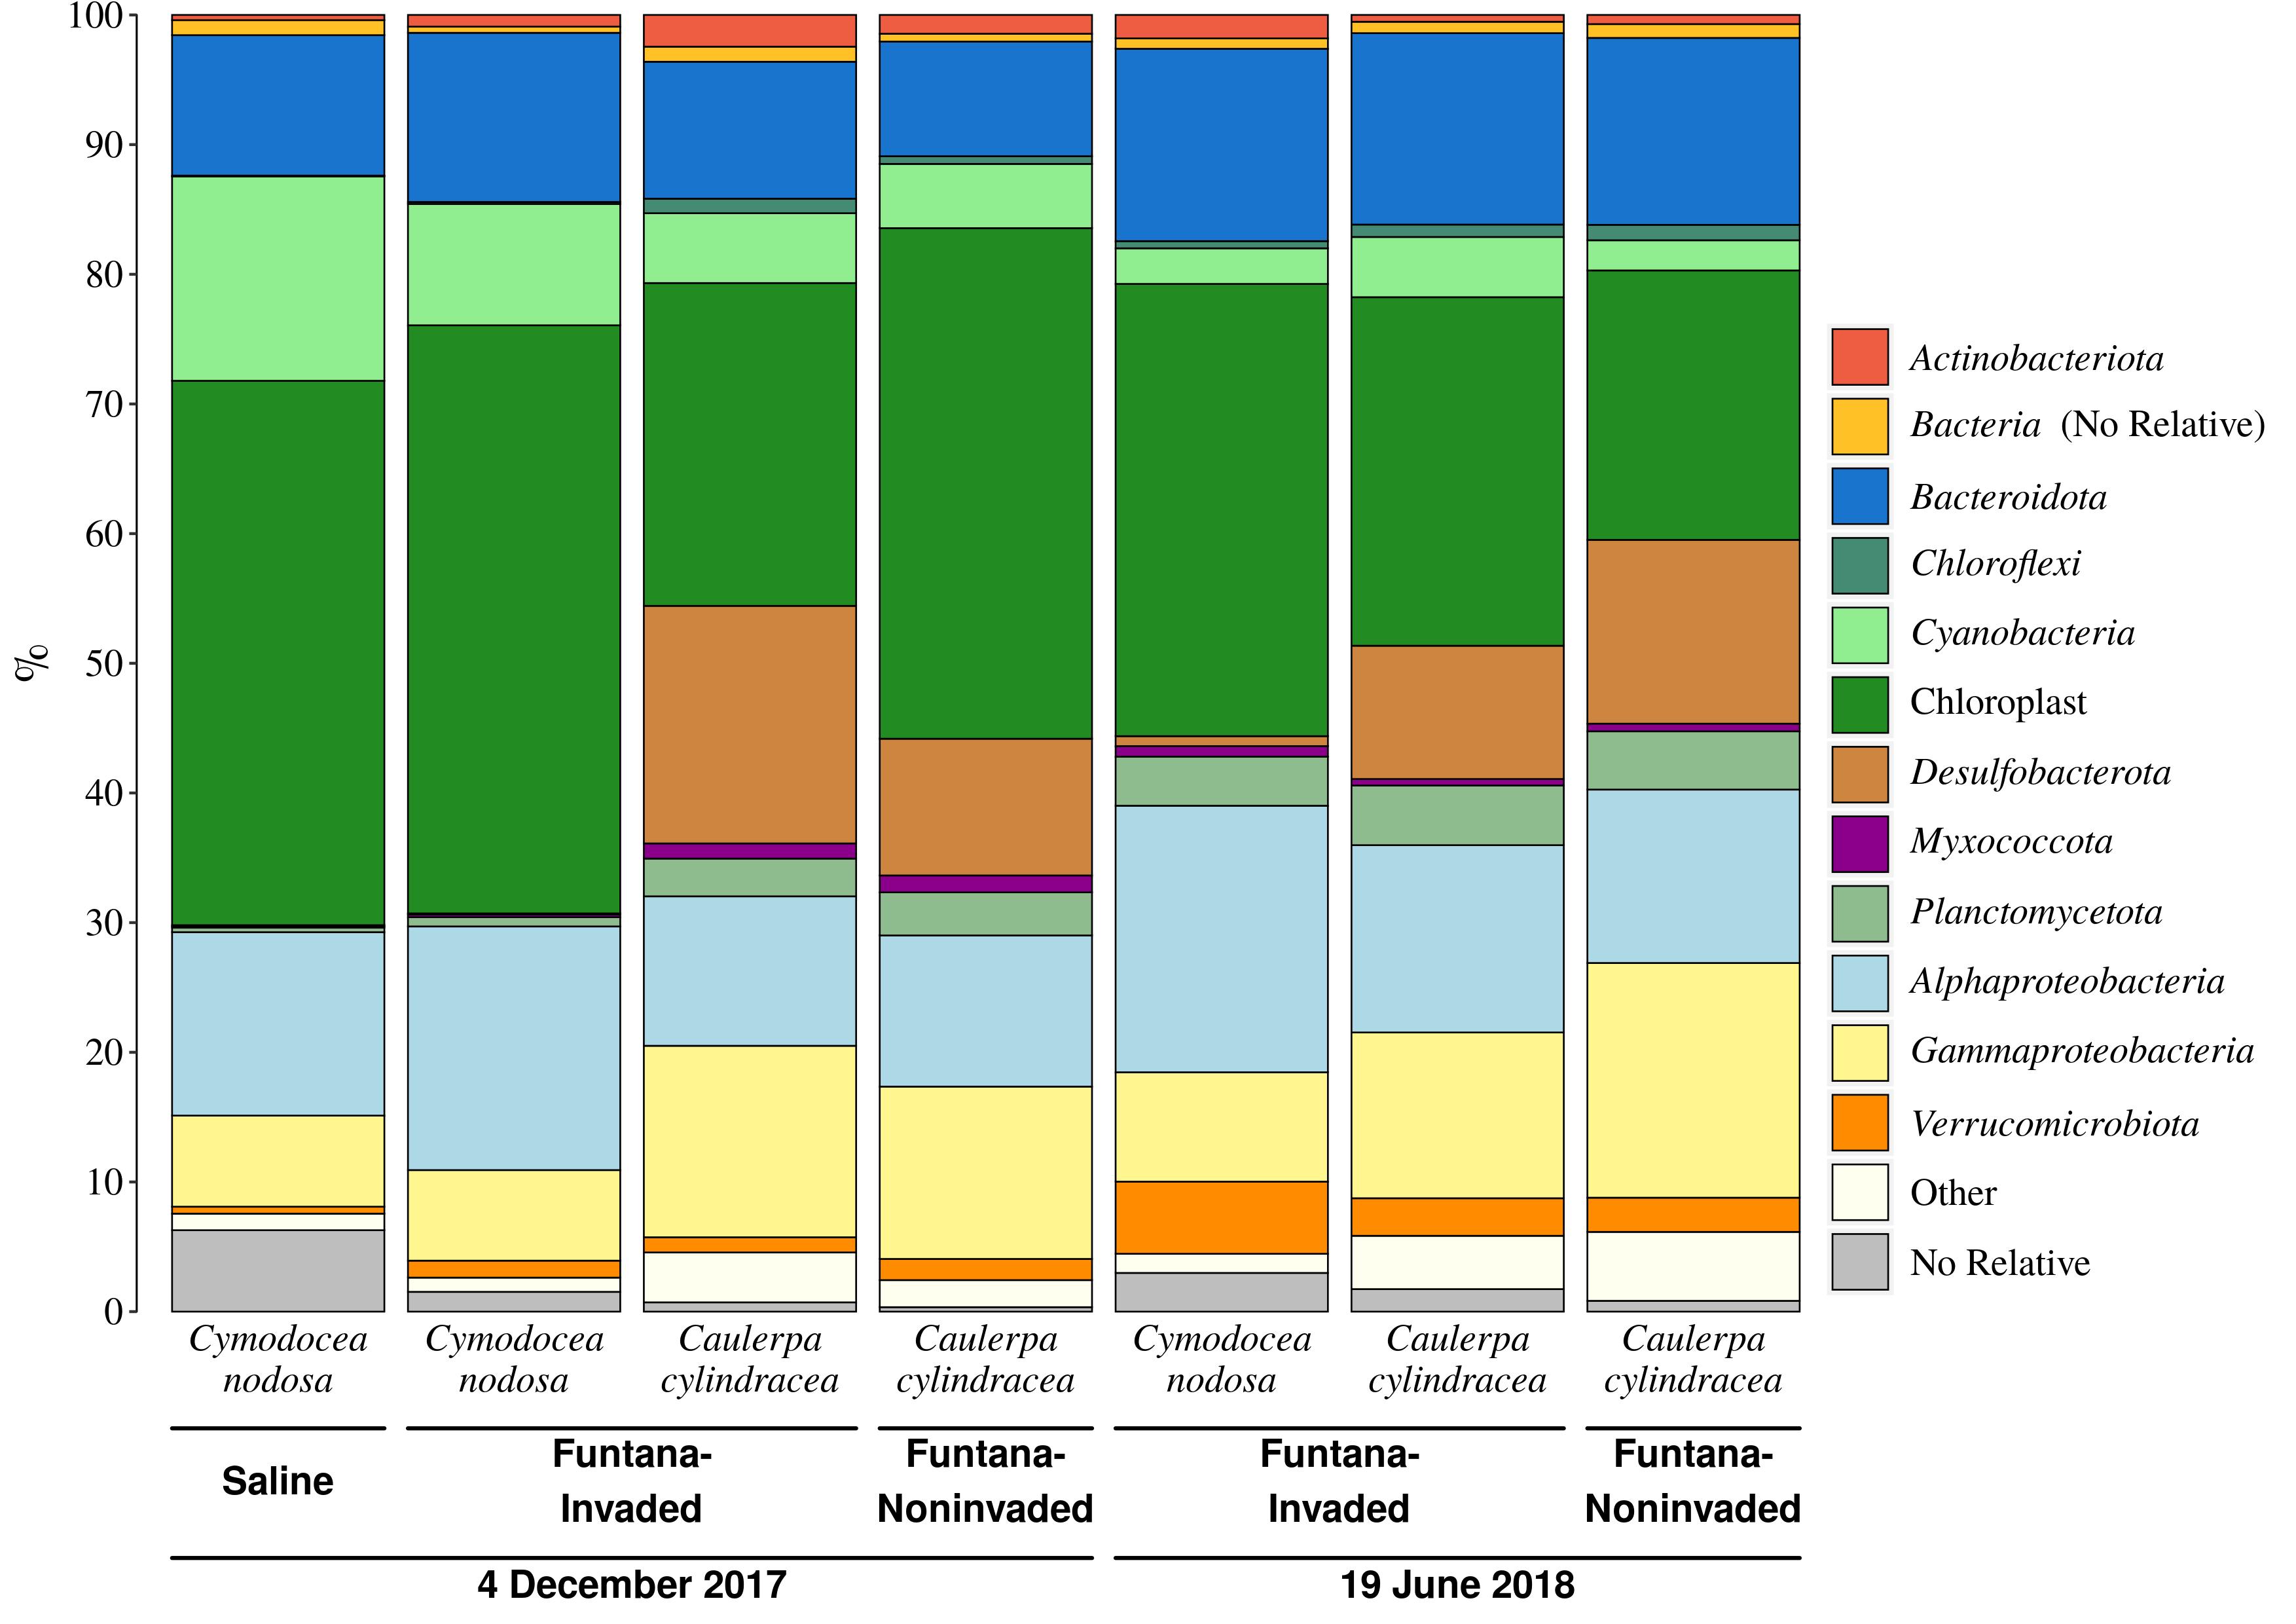 100
90
80
70
60
50
40
30
20
10
0
%
Actinobacteriota
Bacteria (No Relative)
Bacteroidota
Chloroflexi
Cyanobacteria
Chloroplast
Desulfobacterota
Myxococcota
Planctomycetota
Alphaproteobacteria
Gammaproteobacteria
Verrucomicrobiota
Other
No Relative
Cymodocea
nodosa
Cymodocea
nodosa
Caulerpa
cylindracea
Caulerpa
cylindracea
Cymodocea
nodosa
Caulerpa
cylindracea
Caulerpa
cylindracea
Saline
Funtana-
Invaded
Funtana-
Noninvaded
Funtana-
Invaded
Funtana-
Noninvaded
4 December 2017
19 June 2018